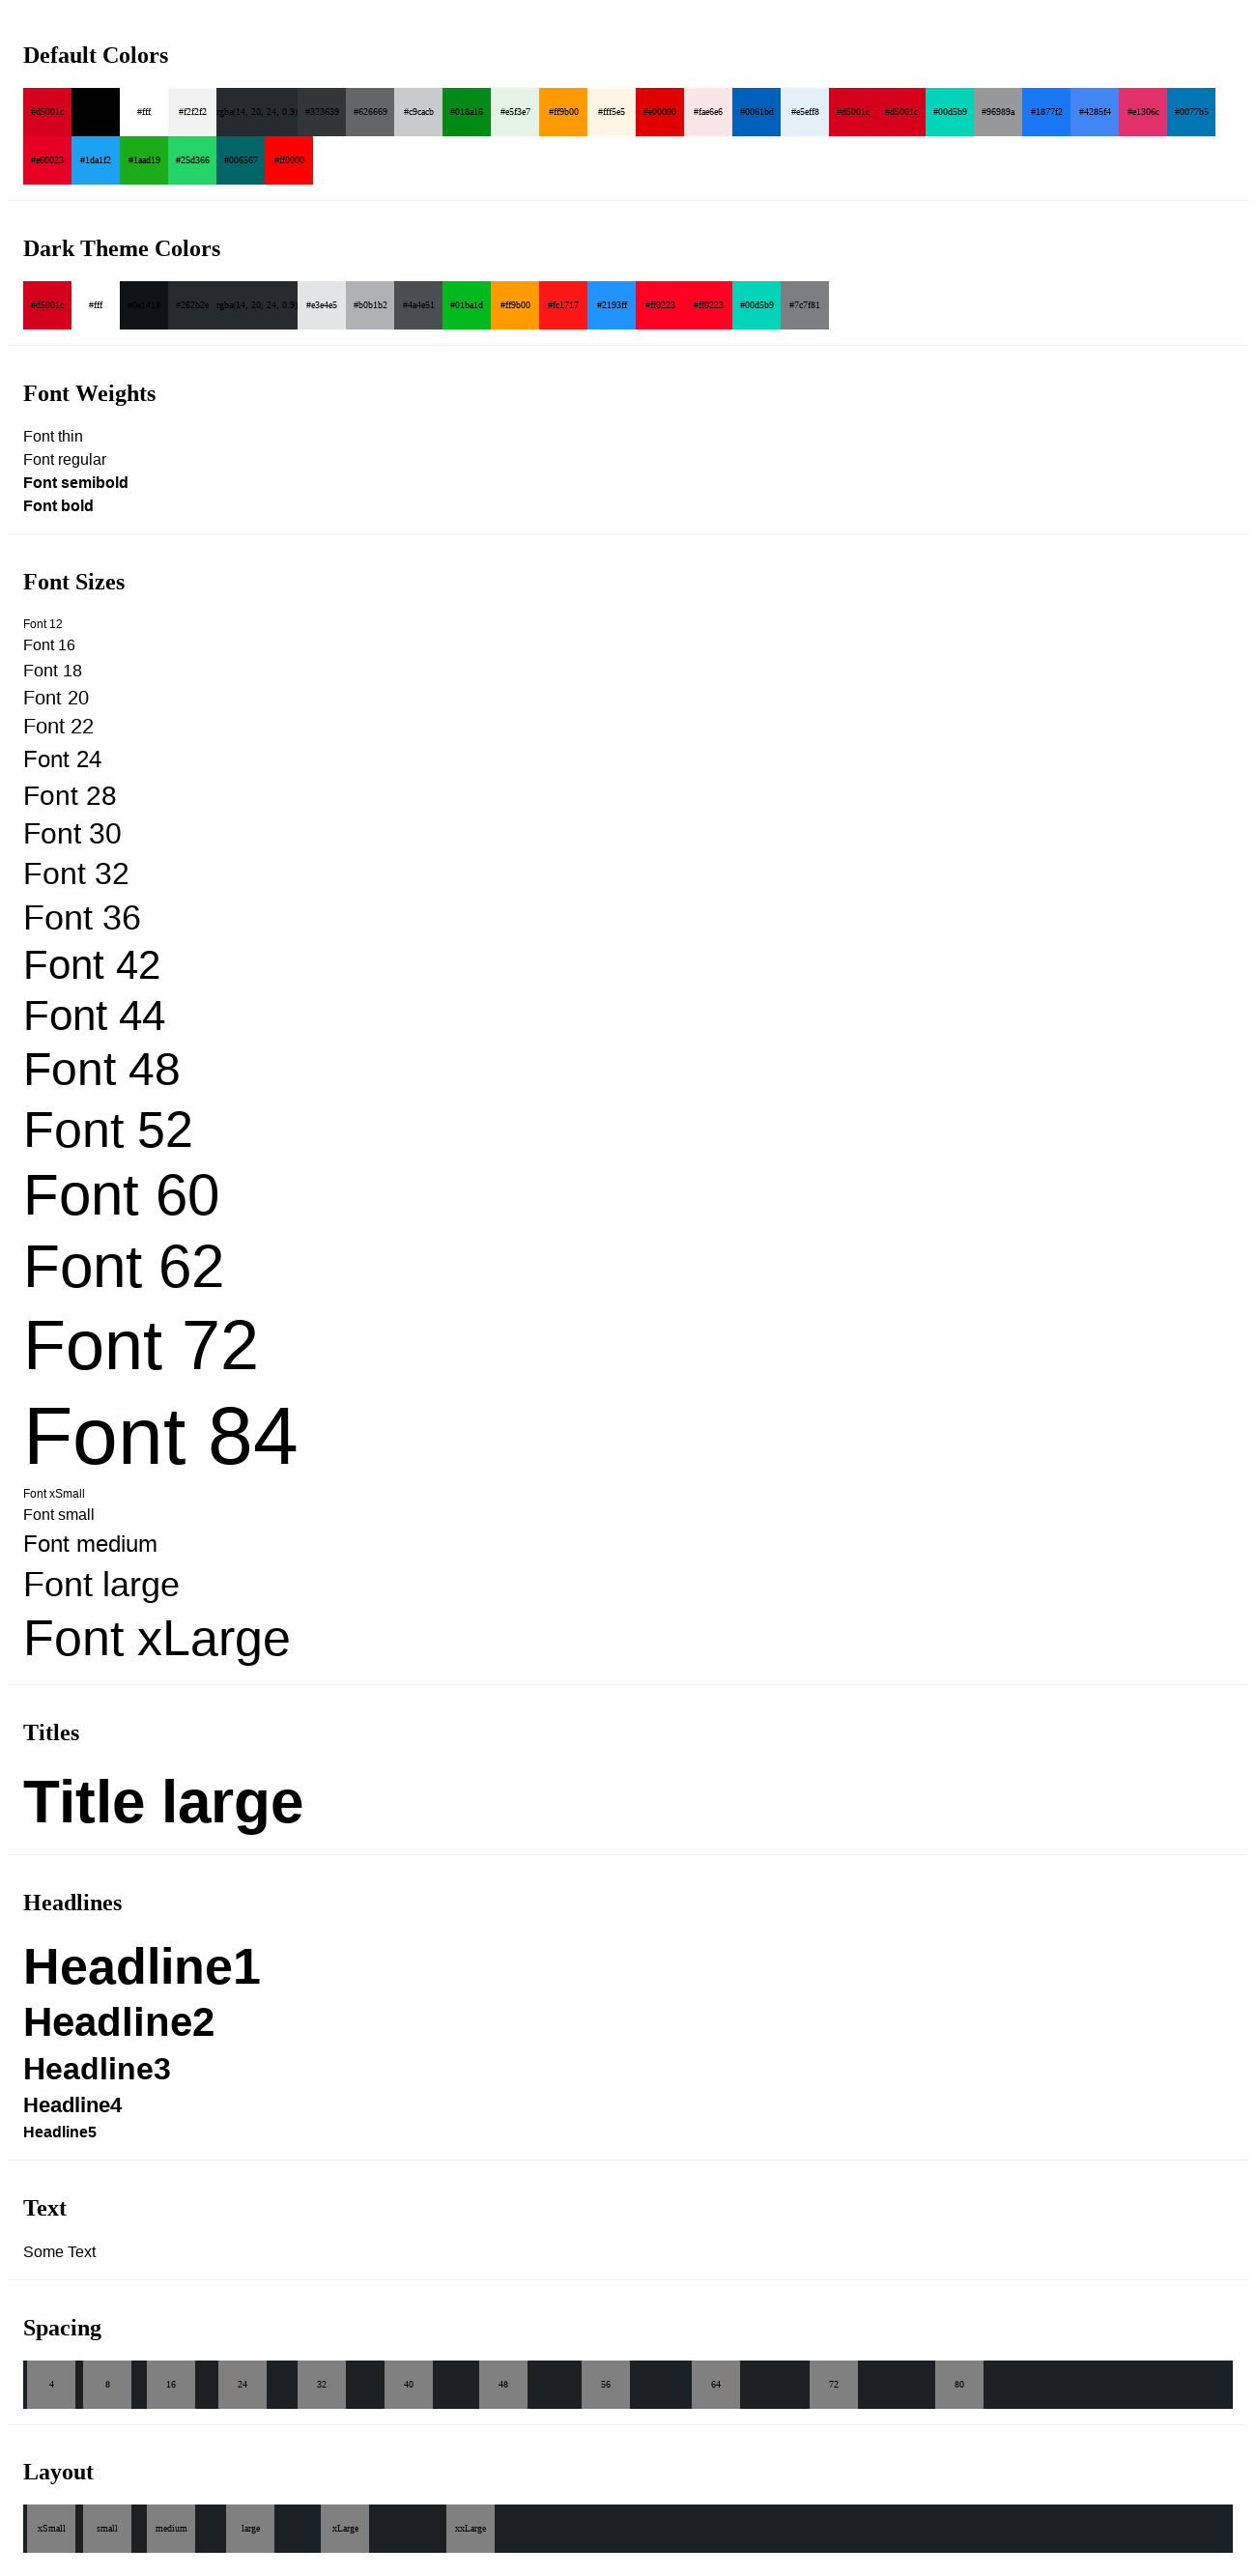 Default Colors
#d5001c #fff #f2f2f2 rgba(14, 20, 24, 0.9) #323639 #626669 #c9cacb #018a16 #e5f3e7 #ff9b00 #fff5e5 #e00000 #fae6e6 #0061bd #e5eff8 #d5001c #d5001c #00d5b9 #96989a #1877f2 #4285f4 #e1306c #0077b5
#e60023 #1da1f2 #1aad19 #25d366 #006567 #ff0000
Dark Theme Colors
#d5001c #fff #0e1418 #262b2e rgba(14, 20, 24, 0.9) #e3e4e5 #b0b1b2 #4a4e51 #01ba1d #ff9b00 #fc1717 #2193ff #ff0223 #ff0223 #00d5b9 #7c7f81
Font Weights
Font thin
Font regular
Font semibold
Font bold
Font Sizes
Font 12
Font 16
Font 18
Font 20
Font 22
Font 24
Font 28
Font 30
Font 32
Font 36
Font 42
Font 44
Font 48
Font 52
Font 60
Font 62
Font 72
Font 84
Font xSmall
Font small
Font medium
Font large
Font xLarge
Titles
Title large
Headlines
Headline1
Headline2
Headline3
Headline4
Headline5
Text
Some Text
Spacing
4 8 16 24 32 40 48 56 64 72 80
Layout
xSmall small medium large xLarge xxLarge